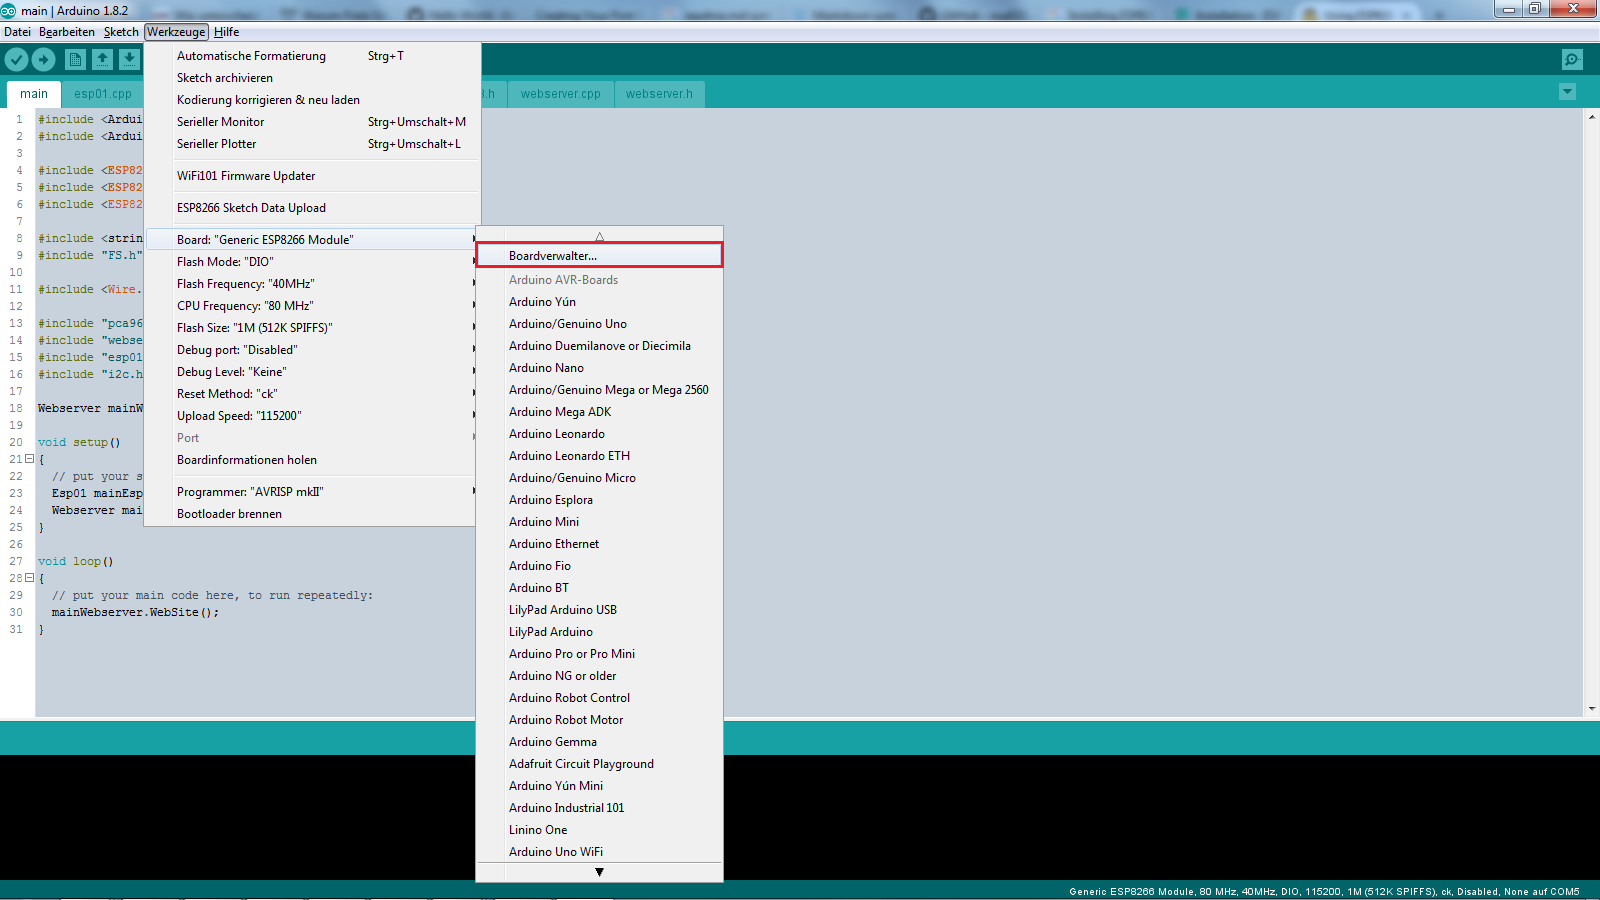 main | Arduino 1.8.2
Datei Bearbeiten Sketch Werkzeuge Hilfe
main esp01.cpp .h webserver.cpp webserver.h
Automatische Formatierung Strg+T
Sketch archivieren
Kodierung korrigieren & neu laden
Serieller Monitor Strg+Umschalt+M
Serieller Plotter Strg+Umschalt+L
WiFi101 Firmware Updater
ESP8266 Sketch Data Upload
Board: "Generic ESP8266 Module"
Flash Mode: "DIO"
Flash Frequency: "40MHz"
CPU Frequency: "80 MHz"
Flash Size: "1M (512K SPIFFS)"
Debug port: "Disabled"
Debug Level: "Keine"
Reset Method: "ck"
Upload Speed: "115200"
Port
Boardinformationen holen
Programmer: "AVRISP mkII"
Bootloader brennen
Boardverwalter...
Arduino AVR-Boards
Arduino Yún
Arduino/Genuino Uno
Arduino Duemilanove or Diecimila
Arduino Nano
Arduino/Genuino Mega or Mega 2560
Arduino Mega ADK
Arduino Leonardo
Arduino Leonardo ETH
Arduino/Genuino Micro
Arduino Esplora
Arduino Mini
Arduino Ethernet
Arduino Fio
Arduino BT
LilyPad Arduino USB
LilyPad Arduino
Arduino Pro or Pro Mini
Arduino NG or older
Arduino Robot Control
Arduino Robot Motor
Arduino Gemma
Adafruit Circuit Playground
Arduino Yún Mini
Arduino Industrial 101
Linino One
Arduino Uno WiFi
1 #include <Ardui
2 #include <Ardui
3
4 #include <ESP82
5 #include <ESP82
6 #include <ESP82
7
8 #include <strin
9 #include "FS.h"
10
11 #include <Wire.
12
13 #include "pca96
14 #include "webse
15 #include "esp01
16 #include "i2c.h
17
18 Webserver mainW
19
20 void setup()
21 {
22 // put your s
23 Esp01 mainEsp
24 Webserver mai
25 }
26
27 void loop()
28 {
29 // put your main code here, to run repeatedly:
30 mainWebserver.WebSite();
31 }
Generic ESP8266 Module, 80 MHz, 40MHz, DIO, 115200, 1M (512K SPIFFS), ck, Disabled, None auf COM5